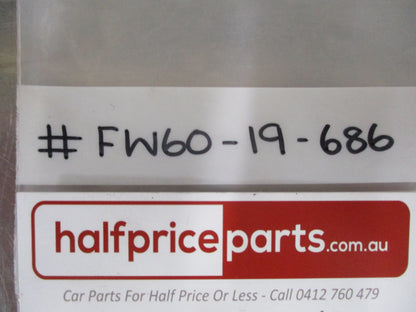 # FW60-19-686
halfpriceparts.com.au
Car Parts For Half Price Or Less - Call 0412 760 479